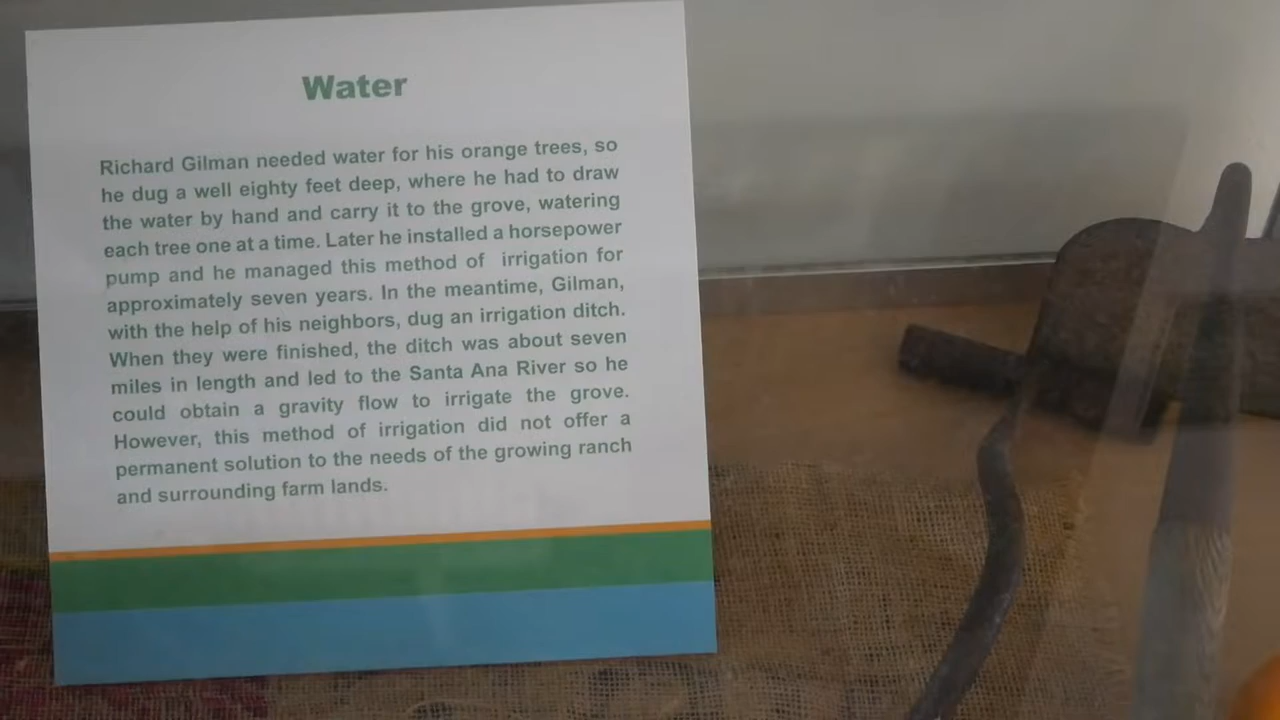 Water
Richard Gilman needed water for his orange trees, so
he dug a well eighty feet deep, where he had to draw
the water by hand and carry it to the grove, watering
each tree one at a time. Later he installed a horsepower
pump and he managed this method of irrigation for
approximately seven years. In the meantime, Gilman,
with the help of his neighbors, dug an irrigation ditch.
When they were finished, the ditch was about seven
miles in length and led to the Santa Ana River so he
could obtain a gravity flow to irrigate the grove.
However, this method of irrigation did not offer a
permanent solution to the needs of the growing ranch
and surrounding farm lands.